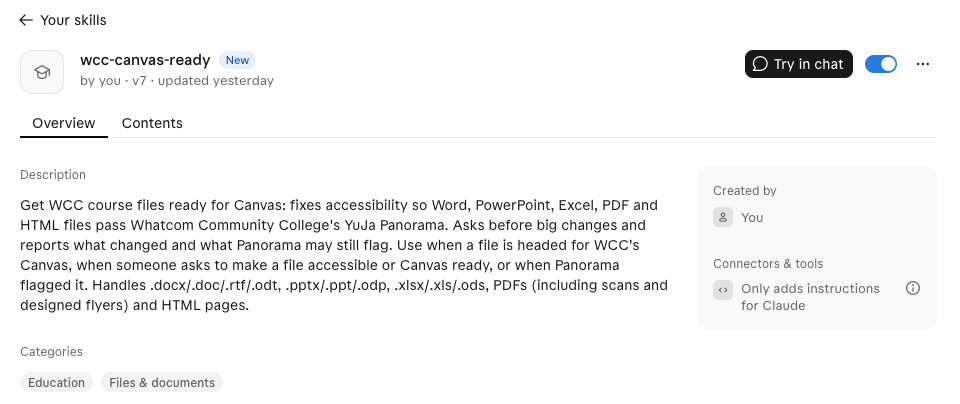 Your skills
wcc-canvas-ready New
by you · v7 · updated yesterday
Try in chat
Overview Contents
Description
Get WCC course files ready for Canvas: fixes accessibility so Word, PowerPoint, Excel, PDF and
HTML files pass Whatcom Community College's YuJa Panorama. Asks before big changes and
reports what changed and what Panorama may still flag. Use when a file is headed for WCC's
Canvas, when someone asks to make a file accessible or Canvas ready, or when Panorama
flagged it. Handles .docx/.doc/.rtf/.odt, .pptx/.ppt/.odp, .xlsx/.xls/.ods, PDFs (including scans and
designed flyers) and HTML pages.
Categories
Education Files & documents
Created by
You
Connectors & tools
Only adds instructions
for Claude